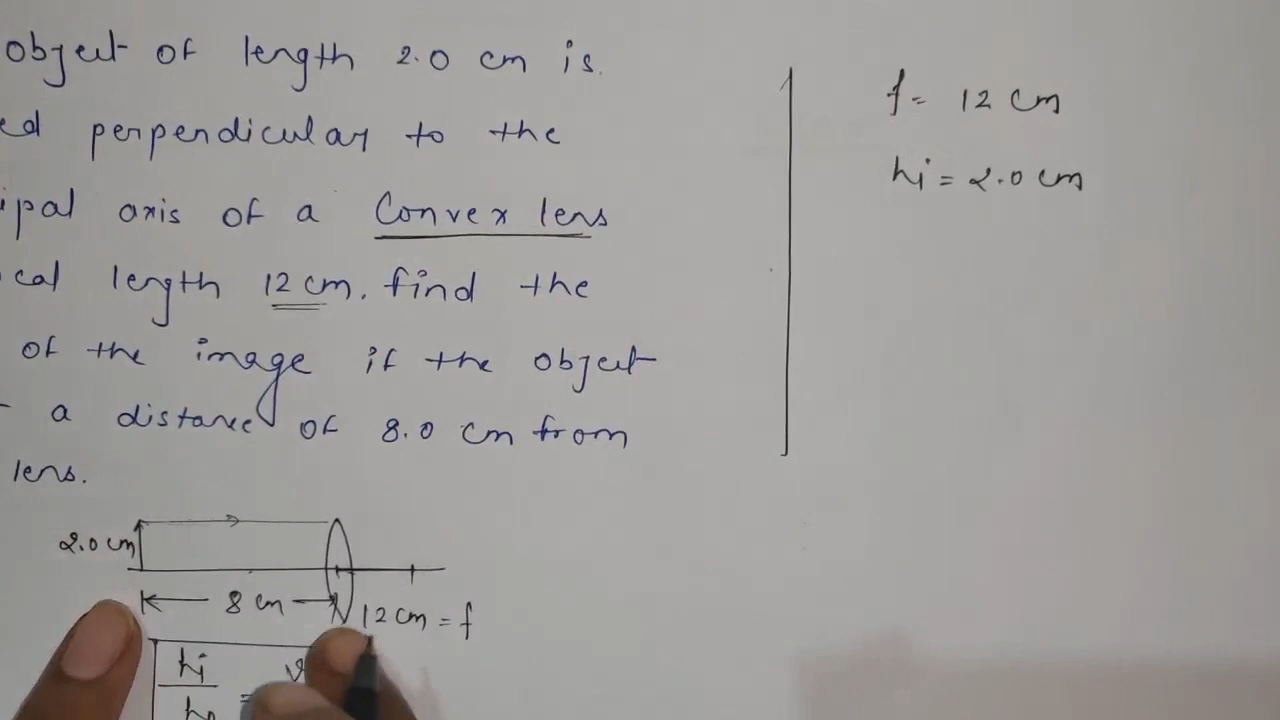 object of length 2.0 cm is.
ed perpendicular to the
ipal axis of a Convex lens
cal length 12 cm. find the
of the image if the object
a distance of 8.0 cm from
lens.
f = 12 cm
hi = 2.0 cm
2.0 cm
8 cm
12 cm = f
hi